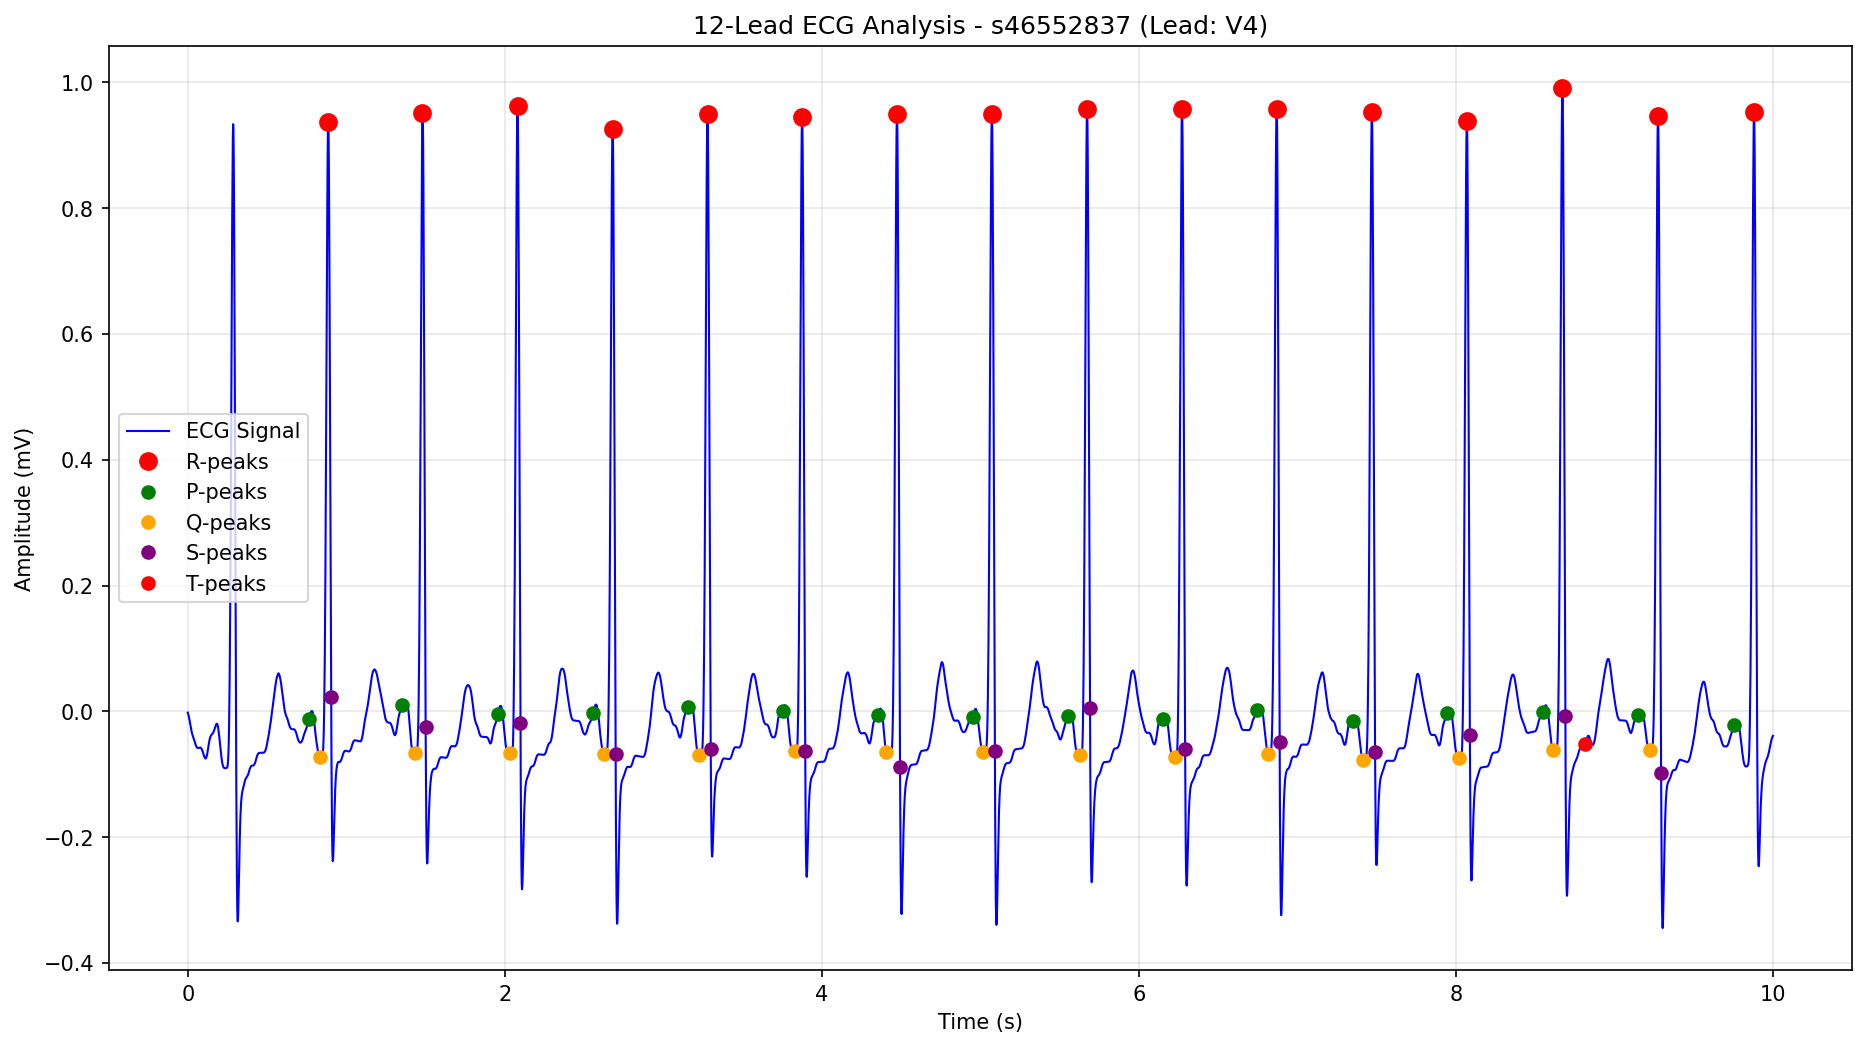 12-Lead ECG Analysis - s46552837 (Lead: V4)
Amplitude (mV)
1.0
0.8
0.6
0.4
0.2
0.0
−0.2
−0.4
ECG Signal
R-peaks
P-peaks
Q-peaks
S-peaks
T-peaks
0 2 4 6 8 10
Time (s)